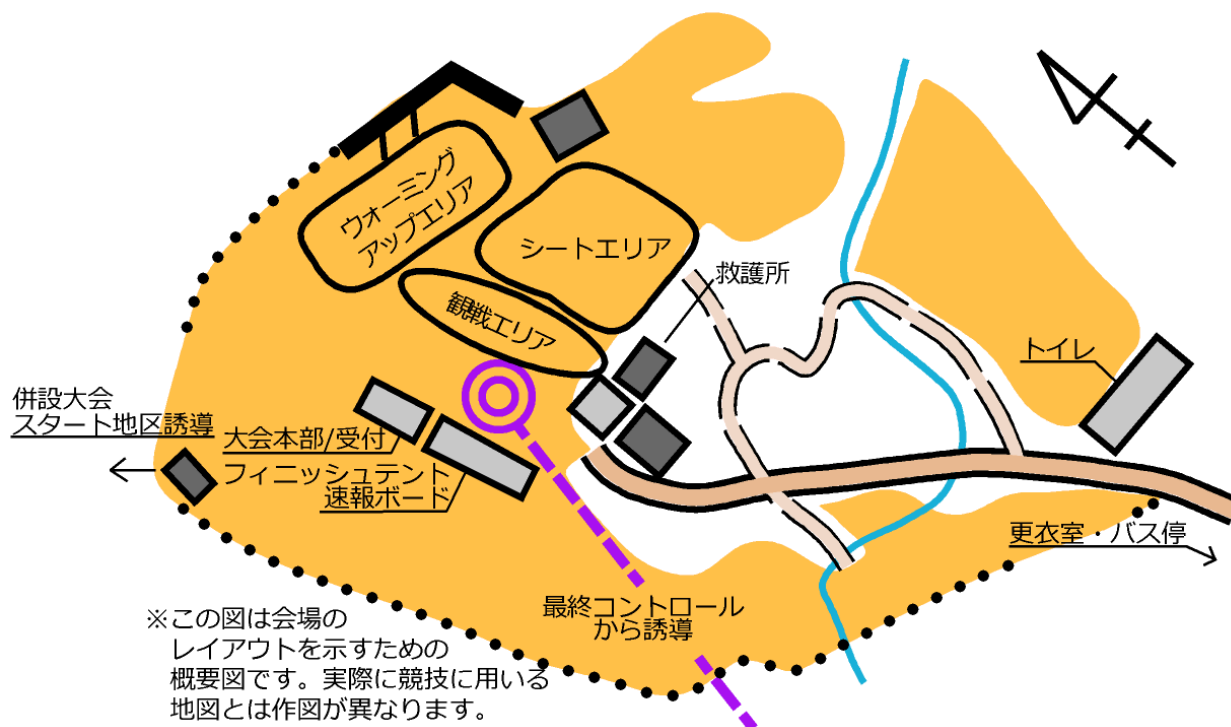 ウォーミング
アップエリア
シートエリア
観戦エリア
救護所
トイレ
併設大会
スタート地区誘導
大会本部/受付
フィニッシュテント
速報ボード
更衣室・バス停
最終コントロール
から誘導
※この図は会場の
レイアウトを示すための
概要図です。実際に競技に用いる
地図とは作図が異なります。